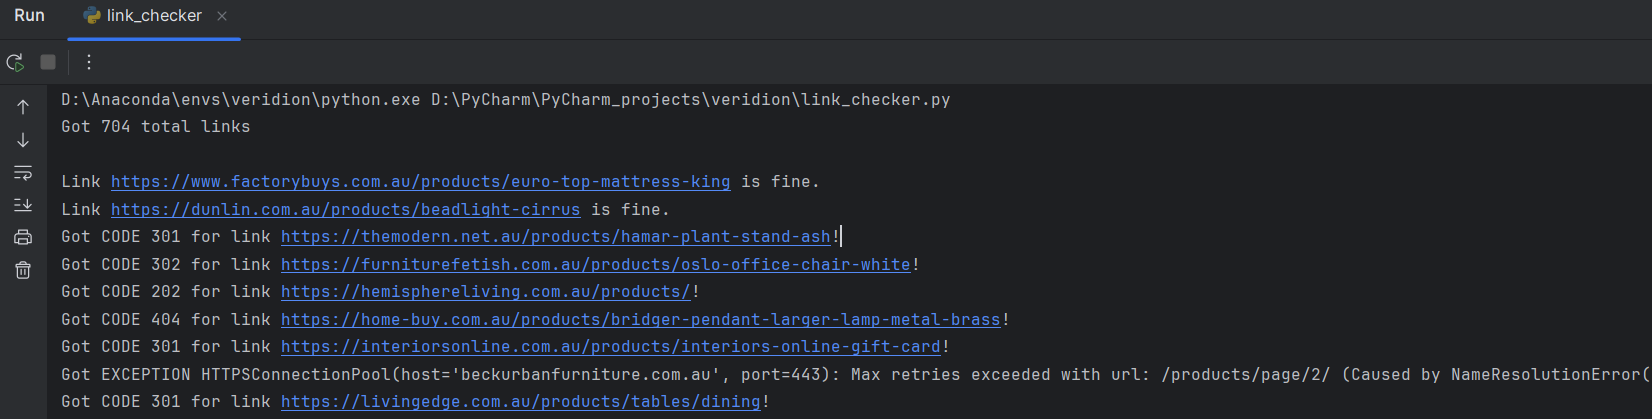 Run link_checker
D:\Anaconda\envs\veridion\python.exe D:\PyCharm\PyCharm_projects\veridion\link_checker.py
Got 704 total links
Link https://www.factorybuys.com.au/products/euro-top-mattress-king is fine.
Link https://dunlin.com.au/products/beadlight-cirrus is fine.
Got CODE 301 for link https://themodern.net.au/products/hamar-plant-stand-ash!
Got CODE 302 for link https://furniturefetish.com.au/products/oslo-office-chair-white!
Got CODE 202 for link https://hemisphereliving.com.au/products/!
Got CODE 404 for link https://home-buy.com.au/products/bridger-pendant-larger-lamp-metal-brass!
Got CODE 301 for link https://interiorsonline.com.au/products/interiors-online-gift-card!
Got EXCEPTION HTTPSConnectionPool(host='beckurbanfurniture.com.au', port=443): Max retries exceeded with url: /products/page/2/ (Caused by NameResolutionError(
Got CODE 301 for link https://livingedge.com.au/products/tables/dining!